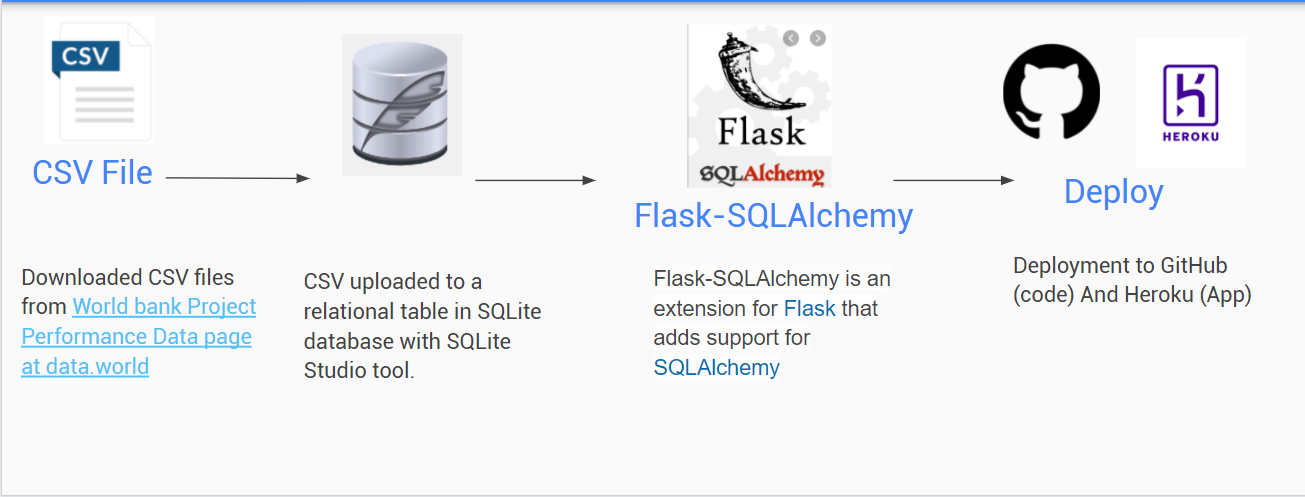 CSV
CSV File
Downloaded CSV files
from World bank Project
Performance Data page
at data.world
CSV uploaded to a
relational table in SQLite
database with SQLite
Studio tool.
Flask
SQLAlchemy
Flask-SQLAlchemy
Flask-SQLAlchemy is an
extension for Flask that
adds support for
SQLAlchemy
HEROKU
Deploy
Deployment to GitHub
(code) And Heroku (App)